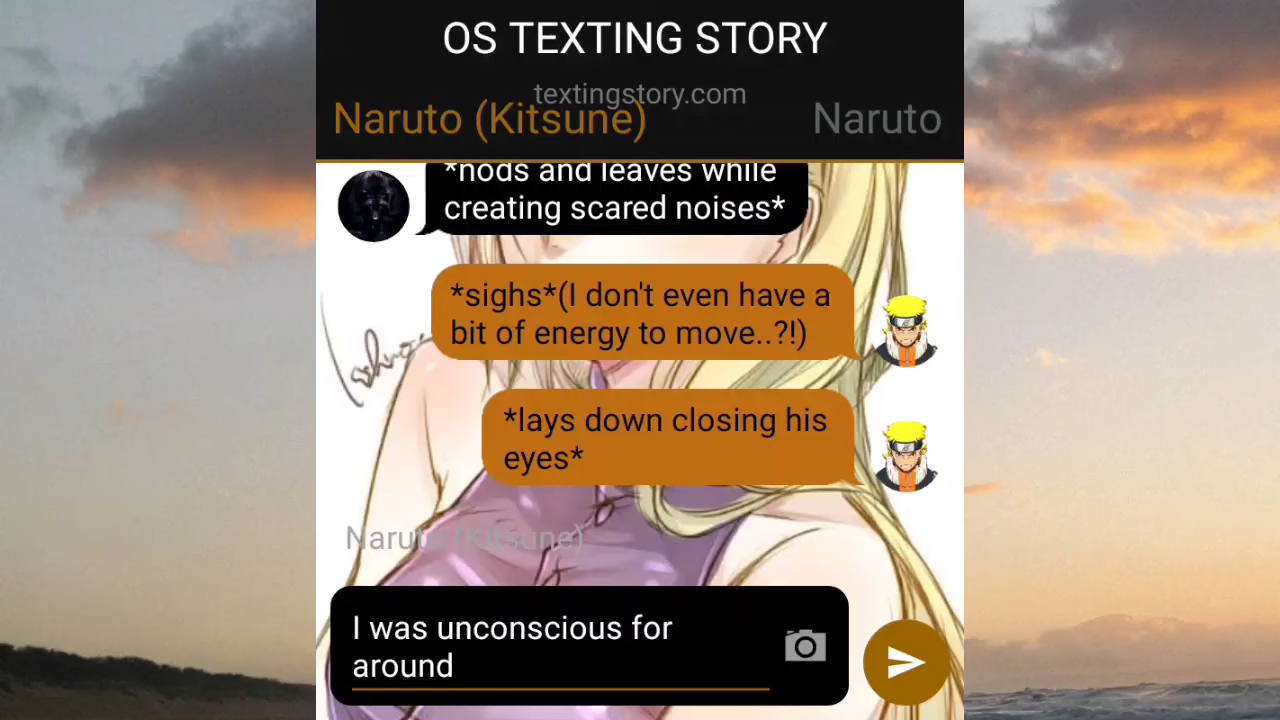 OS TEXTING STORY
textingstory.com
Naruto (Kitsune)
Naruto
*nods and leaves while
creating scared noises*
*sighs*(I don't even have a
bit of energy to move..?!)
*lays down closing his
eyes*
Naruto (Kitsune)
I was unconscious for
around